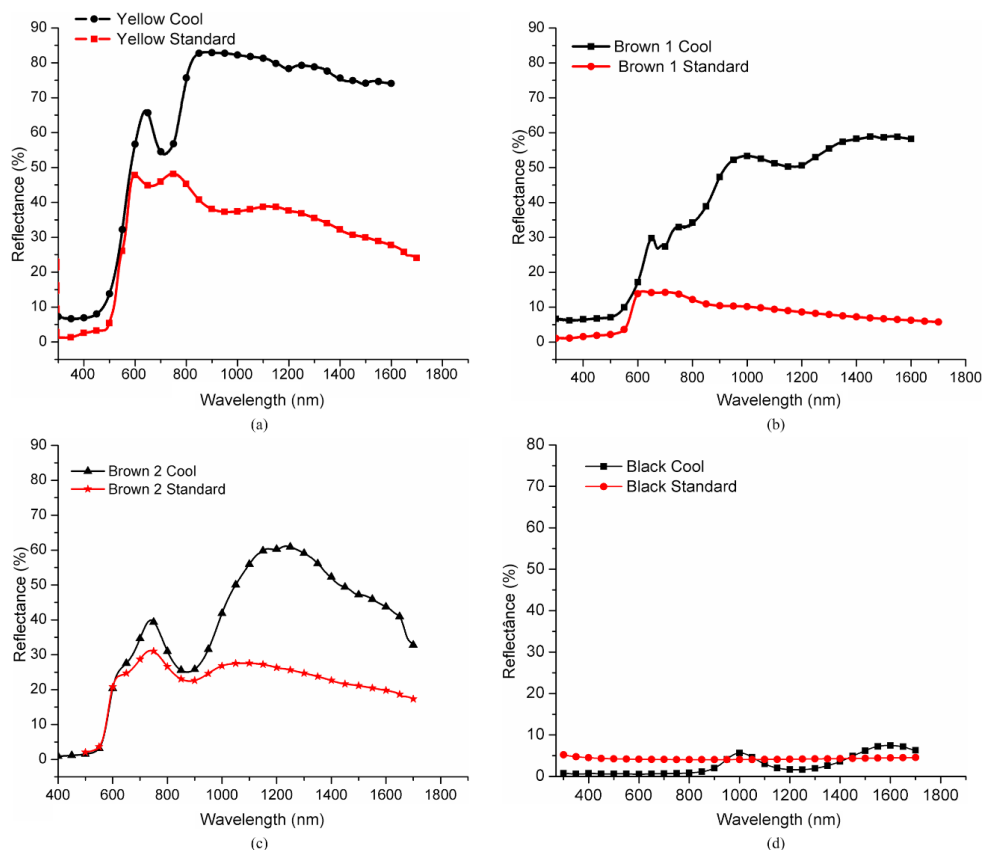 Yellow Cool
Yellow Standard
90
80
70
60
50
40
30
20
10
0
Reflectance (%)
400 600 800 1000 1200 1400 1600 1800
Wavelength (nm)
(a)
Brown 1 Cool
Brown 1 Standard
90
80
70
60
50
40
30
20
10
0
Reflectance (%)
400 600 800 1000 1200 1400 1600 1800
Wavelength (nm)
(b)
Brown 2 Cool
Brown 2 Standard
90
80
70
60
50
40
30
20
10
0
Reflectance (%)
400 600 800 1000 1200 1400 1600 1800
Wavelength (nm)
(c)
Black Cool
Black Standard
80
70
60
50
40
30
20
10
0
Reflectance (%)
400 600 800 1000 1200 1400 1600 1800
Wavelength (nm)
(d)